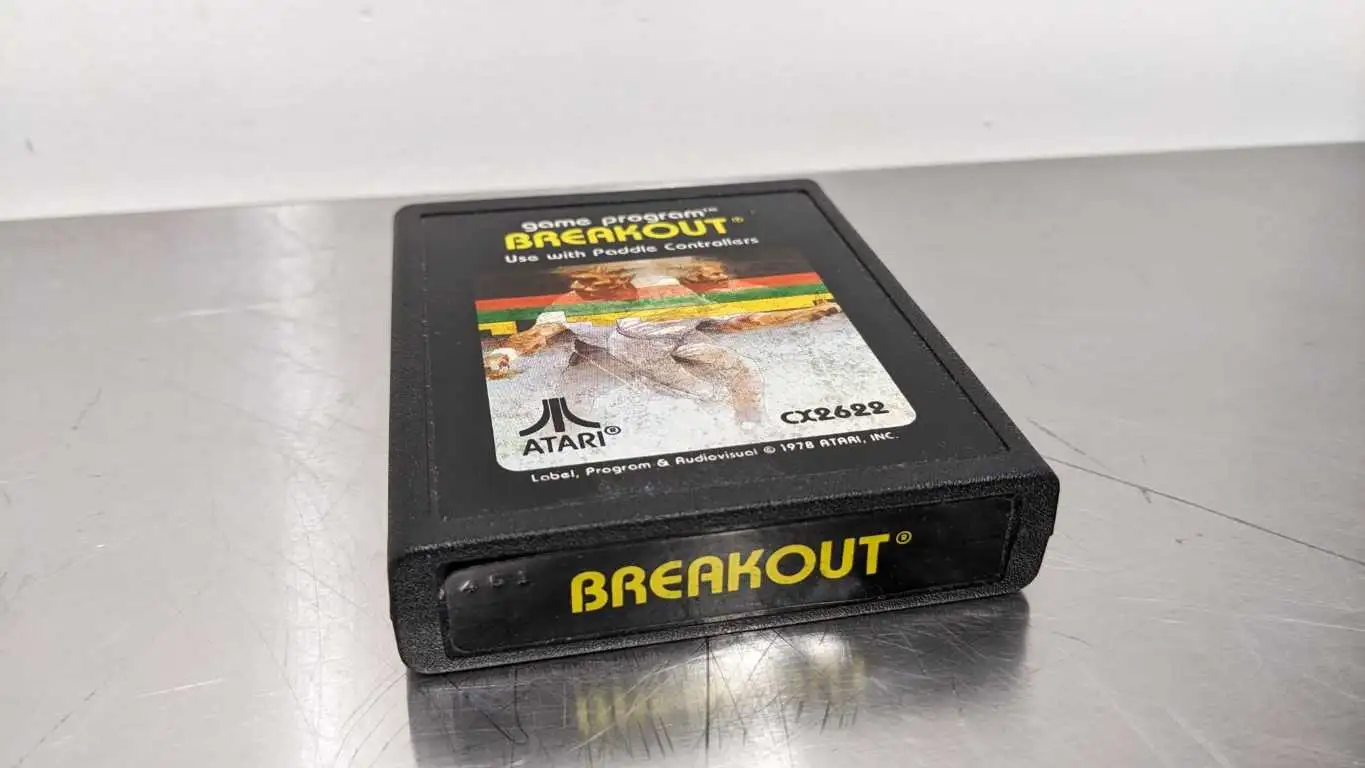 game program™
BREAKOUT®
Use with Paddle Controllers
ATARI®
CX2622
Label, Program & Audiovisual © 1978 ATARI, INC.
BREAKOUT®